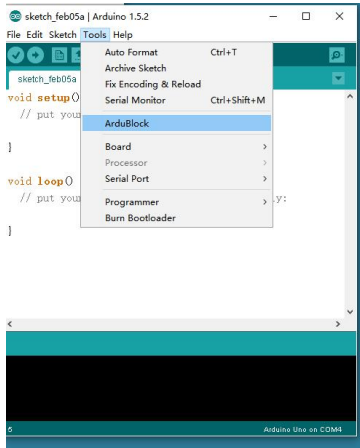 sketch_feb05a | Arduino 1.5.2
File Edit Sketch Tools Help
Auto Format Ctrl+T
Archive Sketch
Fix Encoding & Reload
Serial Monitor Ctrl+Shift+M
ArduBlock
Board
Processor
Serial Port
Programmer
Burn Bootloader
sketch_feb05a
void setup()
// put your
}
void loop()
// put your y:
}
5
Arduino Uno on COM4